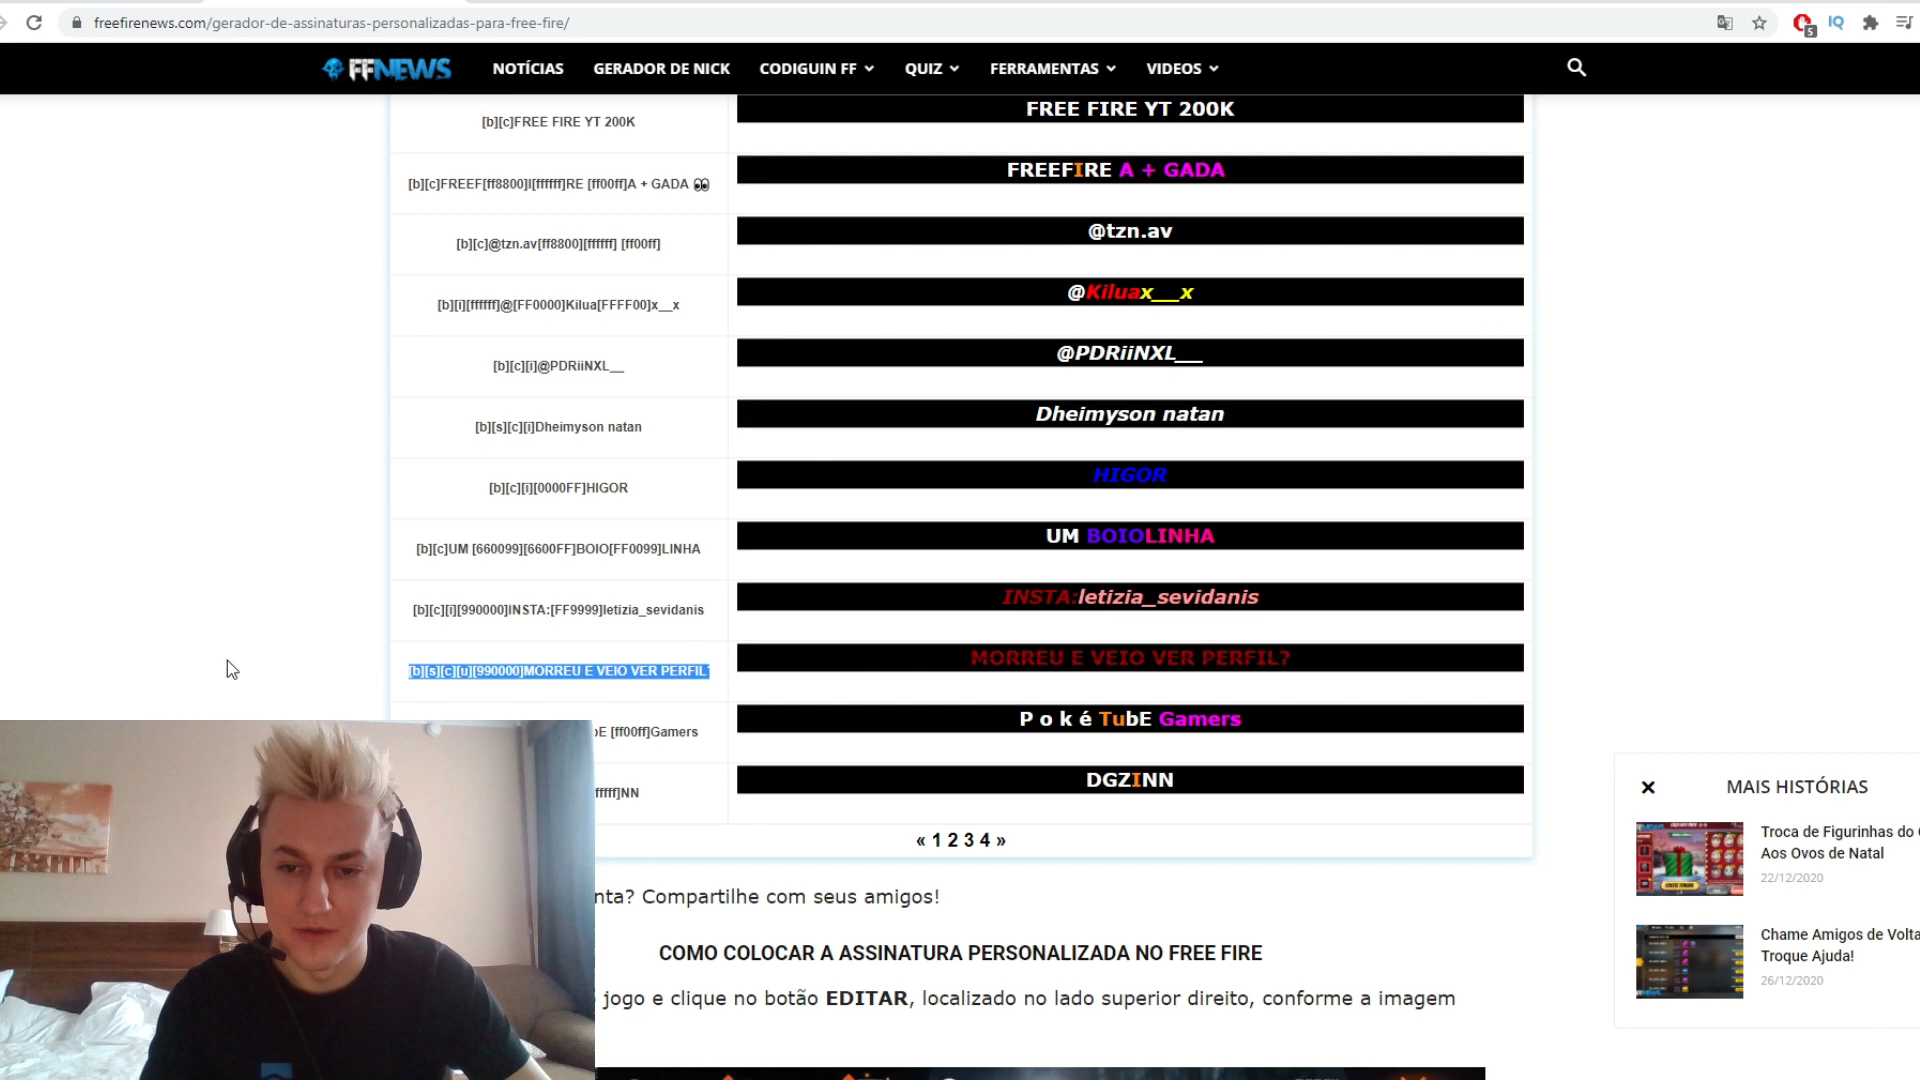 freefirenews.com/gerador-de-assinaturas-personalizadas-para-free-fire/
5
IQ
FFNEWS NOTÍCIAS GERADOR DE NICK CODIGUIN FF QUIZ FERRAMENTAS VIDEOS
[b][c]FREE FIRE YT 200K FREE FIRE YT 200K
[b][c]FREEF[ff8800]I[ffffff]RE [ff00ff]A + GADA 👀 FREEFIRE A + GADA
[b][c]@tzn.av[ff8800][ffffff] [ff00ff] @tzn.av
[b][i][ffffff]@[FF0000]Kilua[FFFF00]x__x @Kiluax__x
[b][c][i]@PDRiiNXL__ @PDRiiNXL__
[b][s][c][i]Dheimyson natan Dheimyson natan
[b][c][i][0000FF]HIGOR HIGOR
[b][c]UM [660099][6600FF]BOIO[FF0099]LINHA UM BOIOLINHA
[b][c][i][990000]INSTA:[FF9999]letizia_sevidanis INSTA:letizia_sevidanis
[b][s][c][u][990000]MORREU E VEIO VER PERFIL MORREU E VEIO VER PERFIL?
bE [ff00ff]Gamers P o k é TubE Gamers
fffff]NN DGZINN
« 1 2 3 4 »
nta? Compartilhe com seus amigos!
COMO COLOCAR A ASSINATURA PERSONALIZADA NO FREE FIRE
jogo e clique no botão EDITAR, localizado no lado superior direito, conforme a imagem
MAIS HISTÓRIAS
Troca de Figurinhas do
Aos Ovos de Natal
22/12/2020
Chame Amigos de Volta
Troque Ajuda!
26/12/2020